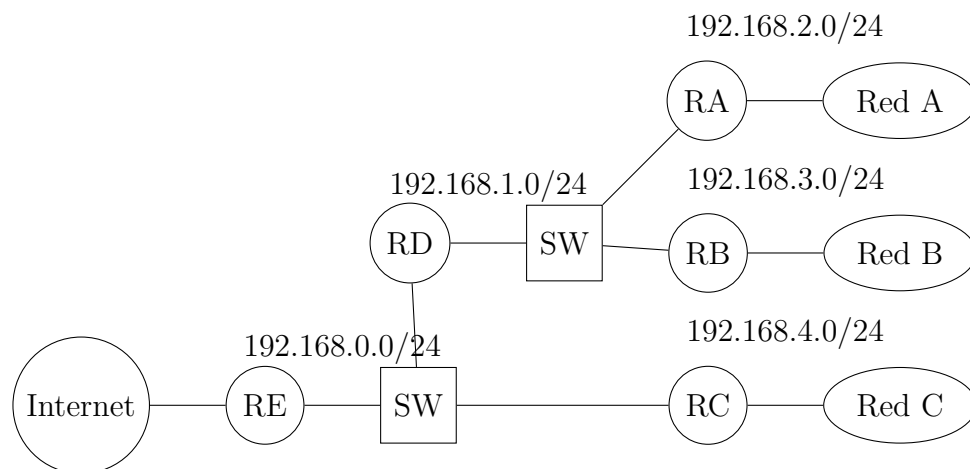 192.168.2.0/24
RA
Red A
192.168.1.0/24
192.168.3.0/24
RD
SW
RB
Red B
192.168.0.0/24
192.168.4.0/24
Internet
RE
SW
RC
Red C